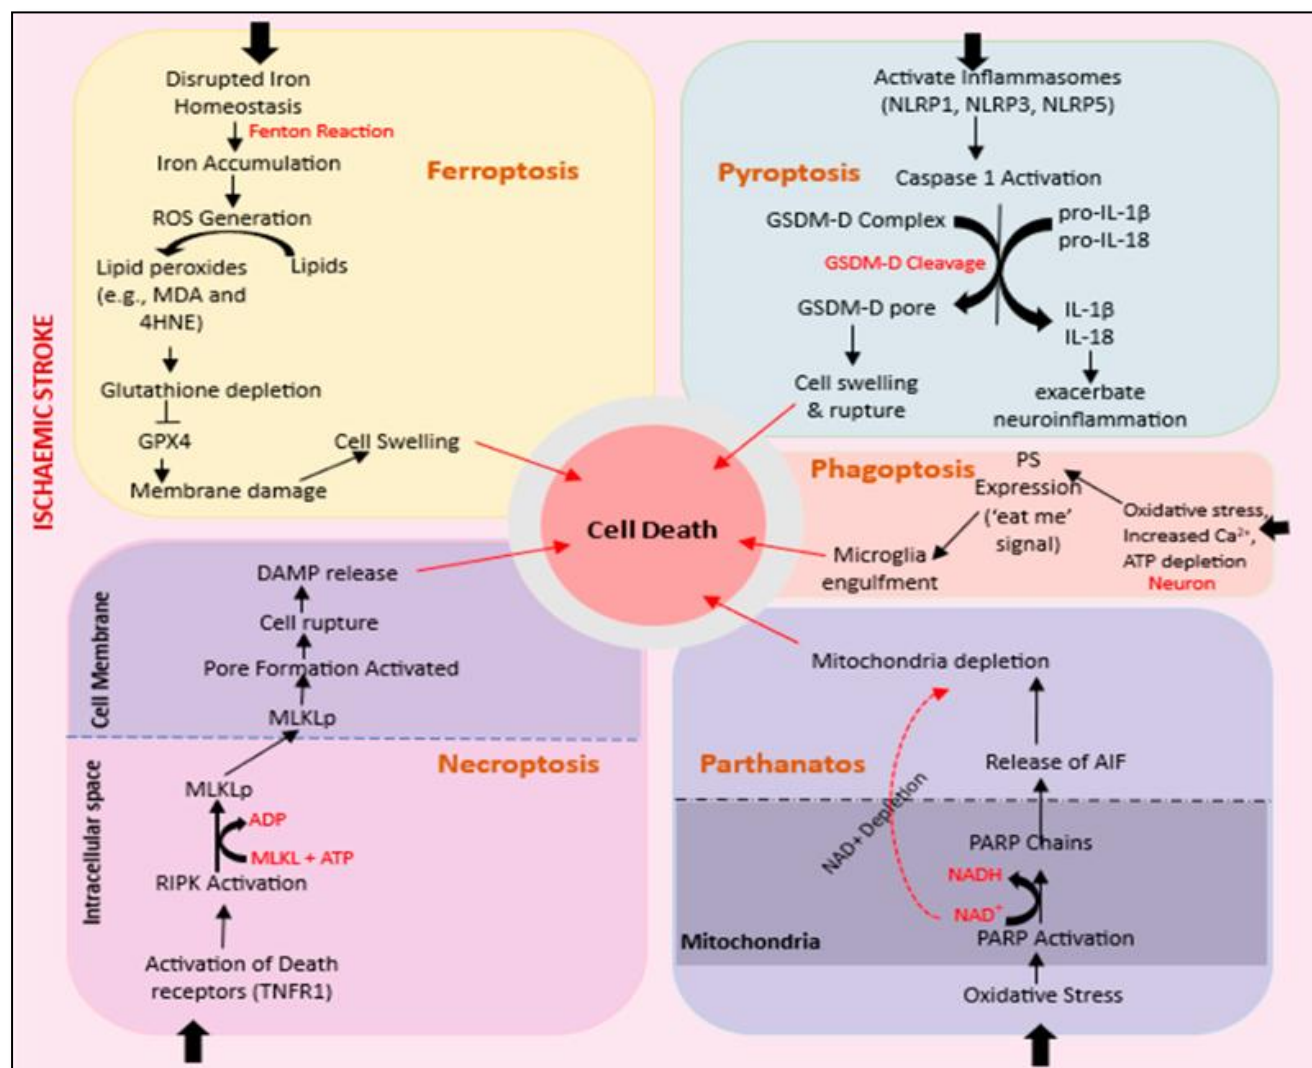 ISCHAEMIC STROKE
Disrupted Iron
Homeostasis
Fenton Reaction
Iron Accumulation
Ferroptosis
ROS Generation
Lipid peroxides
(e.g., MDA and
4HNE)
Lipids
Glutathione depletion
GPX4
Cell Swelling
Membrane damage
Activate Inflammasomes
(NLRP1, NLRP3, NLRP5)
Pyroptosis
Caspase 1 Activation
GSDM-D Complex
pro-IL-1β
pro-IL-18
GSDM-D Cleavage
GSDM-D pore
IL-1β
IL-18
Cell swelling
& rupture
exacerbate
neuroinflammation
Cell Death
Phagoptosis
PS
Expression
('eat me'
signal)
Oxidative stress,
Increased Ca²⁺,
ATP depletion
Neuron
Microglia
engulfment
Cell Membrane
DAMP release
Cell rupture
Pore Formation Activated
MLKLp
Necroptosis
Intracellular space
MLKLp
ADP
MLKL + ATP
RIPK Activation
Activation of Death
receptors (TNFR1)
Mitochondria depletion
Parthanatos
Release of AIF
NAD+ Depletion
PARP Chains
NADH
NAD⁺
Mitochondria
PARP Activation
Oxidative Stress